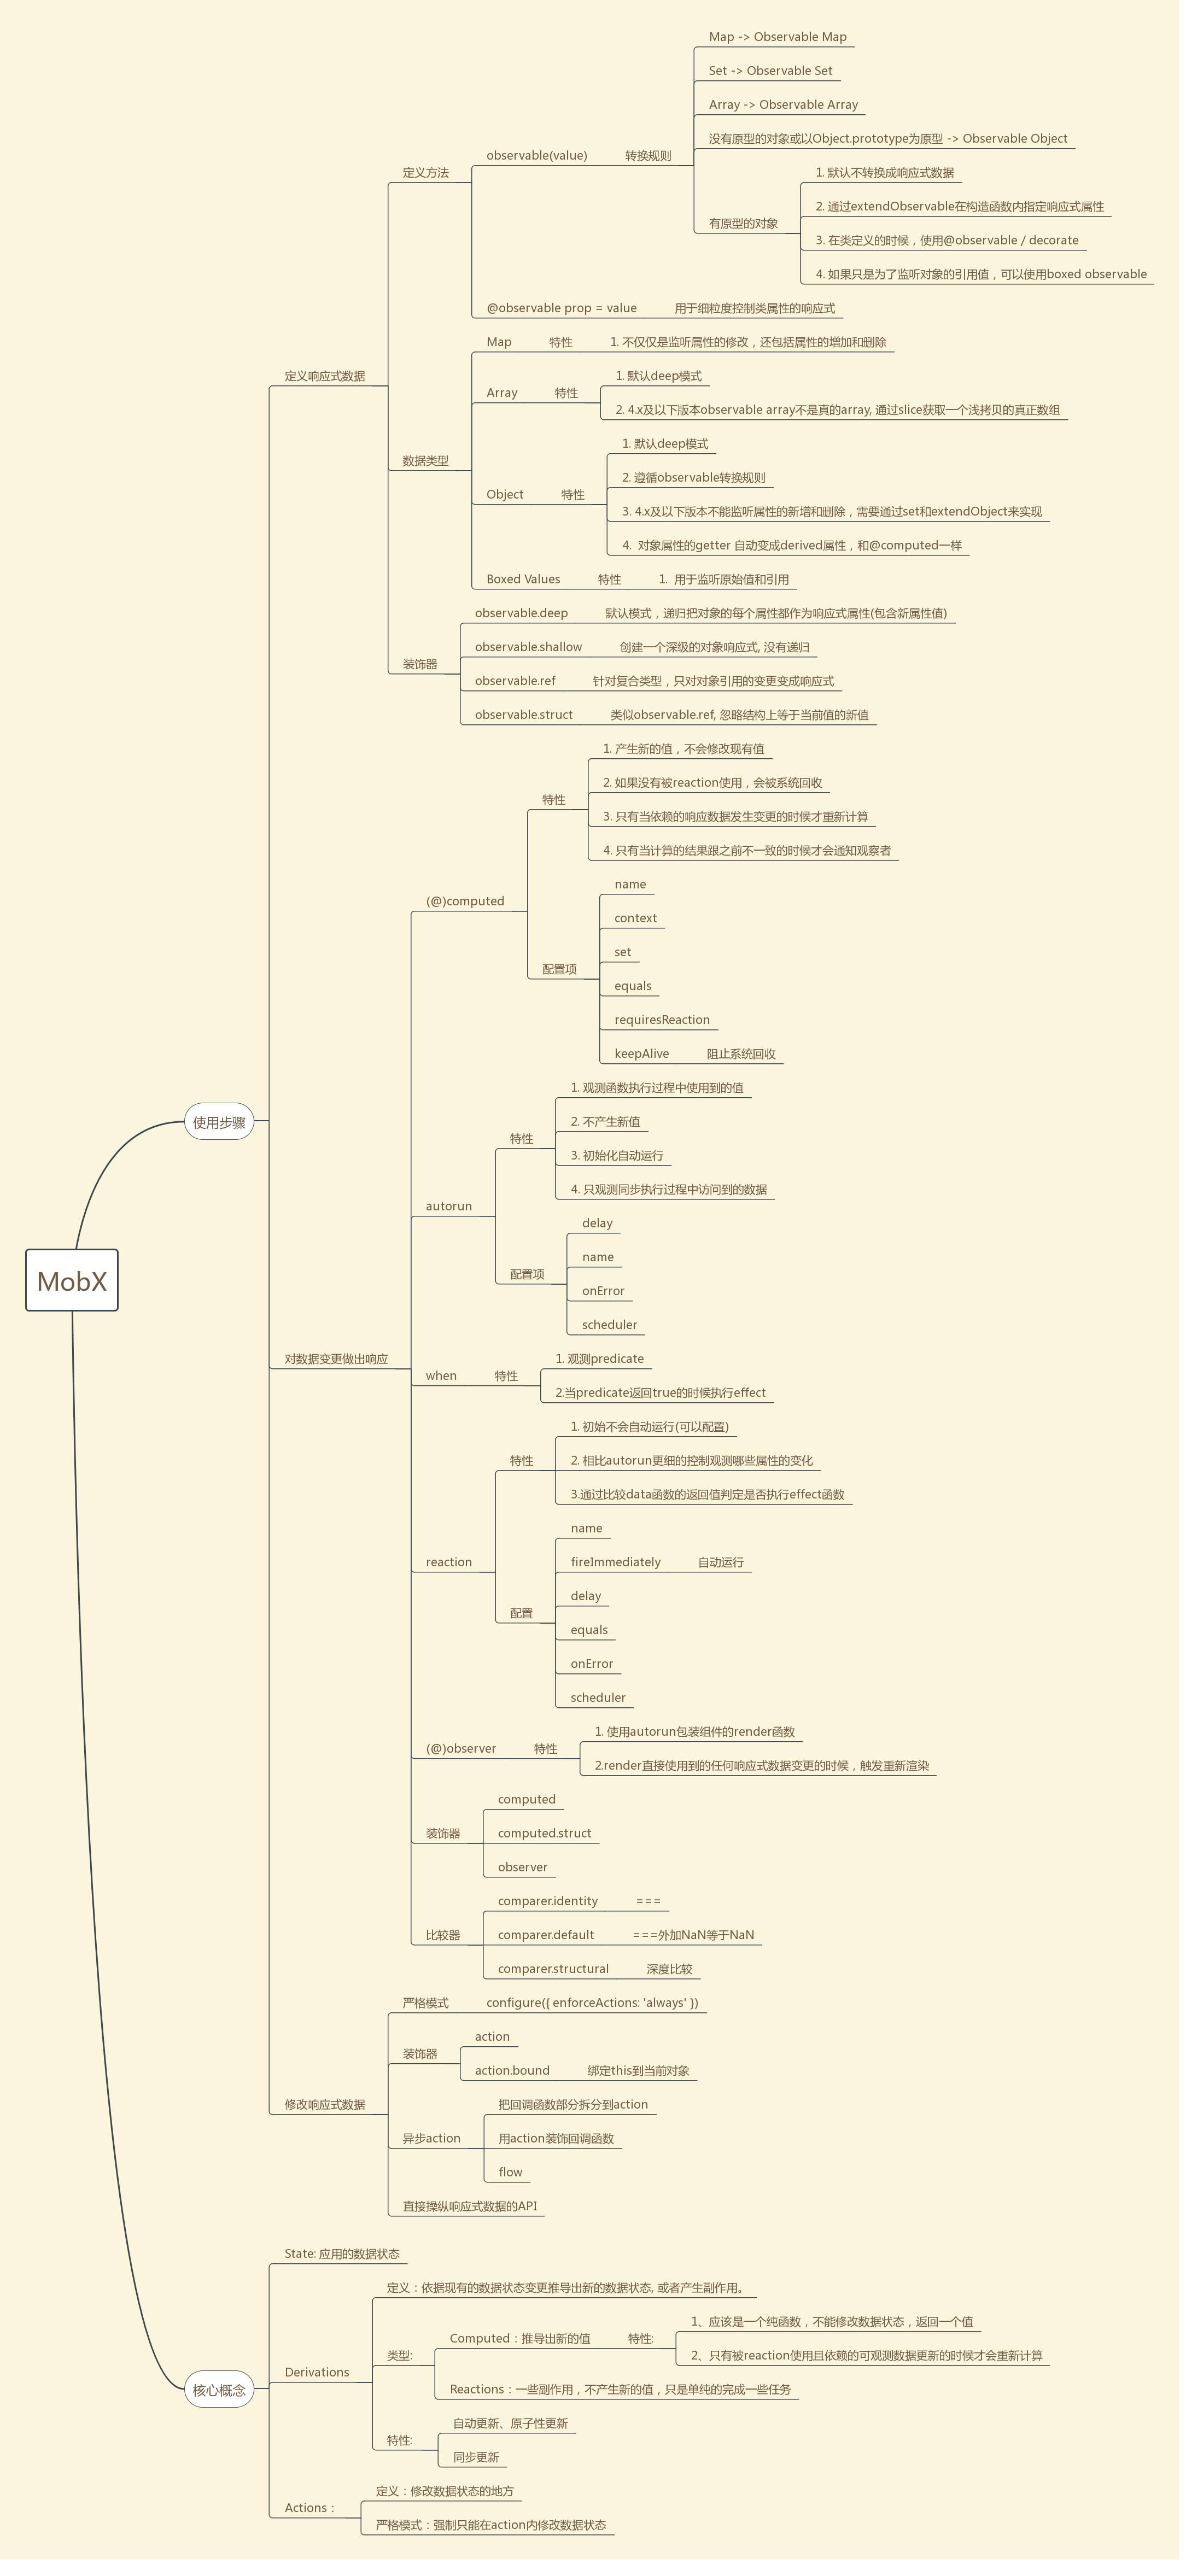 MobX
使用步骤
定义响应式数据
定义方法
observable(value)
转换规则
Map -> Observable Map
Set -> Observable Set
Array -> Observable Array
没有原型的对象或以Object.prototype为原型 -> Observable Object
有原型的对象
1. 默认不转换成响应式数据
2. 通过extendObservable在构造函数内指定响应式属性
3. 在类定义的时候，使用@observable / decorate
4. 如果只是为了监听对象的引用值，可以使用boxed observable
@observable prop = value
用于细粒度控制类属性的响应式
数据类型
Map
特性
1. 不仅仅是监听属性的修改，还包括属性的增加和删除
Array
特性
1. 默认deep模式
2. 4.x及以下版本observable array不是真的array, 通过slice获取一个浅拷贝的真正数组
Object
特性
1. 默认deep模式
2. 遵循observable转换规则
3. 4.x及以下版本不能监听属性的新增和删除，需要通过set和extendObject来实现
4. 对象属性的getter 自动变成derived属性，和@computed一样
Boxed Values
特性
1. 用于监听原始值和引用
装饰器
observable.deep
默认模式，递归把对象的每个属性都作为响应式属性(包含新属性值)
observable.shallow
创建一个深级的对象响应式, 没有递归
observable.ref
针对复合类型，只对对象引用的变更变成响应式
observable.struct
类似observable.ref, 忽略结构上等于当前值的新值
对数据变更做出响应
(@)computed
特性
1. 产生新的值，不会修改现有值
2. 如果没有被reaction使用，会被系统回收
3. 只有当依赖的响应数据发生变更的时候才重新计算
4. 只有当计算的结果跟之前不一致的时候才会通知观察者
配置项
name
context
set
equals
requiresReaction
keepAlive
阻止系统回收
autorun
特性
1. 观测函数执行过程中使用到的值
2. 不产生新值
3. 初始化自动运行
4. 只观测同步执行过程中访问到的数据
配置项
delay
name
onError
scheduler
when
特性
1. 观测predicate
2.当predicate返回true的时候执行effect
reaction
特性
1. 初始不会自动运行(可以配置)
2. 相比autorun更细的控制观测哪些属性的变化
3.通过比较data函数的返回值判定是否执行effect函数
配置
name
fireImmediately
自动运行
delay
equals
onError
scheduler
(@)observer
特性
1. 使用autorun包装组件的render函数
2.render直接使用到的任何响应式数据变更的时候，触发重新渲染
装饰器
computed
computed.struct
observer
比较器
comparer.identity
===
comparer.default
===外加NaN等于NaN
comparer.structural
深度比较
修改响应式数据
严格模式
configure({ enforceActions: 'always' })
装饰器
action
action.bound
绑定this到当前对象
异步action
把回调函数部分拆分到action
用action装饰回调函数
flow
直接操纵响应式数据的API
核心概念
State: 应用的数据状态
Derivations
定义：依据现有的数据状态变更推导出新的数据状态, 或者产生副作用。
类型:
Computed：推导出新的值
特性:
1、应该是一个纯函数，不能修改数据状态，返回一个值
2、只有被reaction使用且依赖的可观测数据更新的时候才会重新计算
Reactions：一些副作用，不产生新的值，只是单纯的完成一些任务
特性:
自动更新、原子性更新
同步更新
Actions：
定义：修改数据状态的地方
严格模式：强制只能在action内修改数据状态